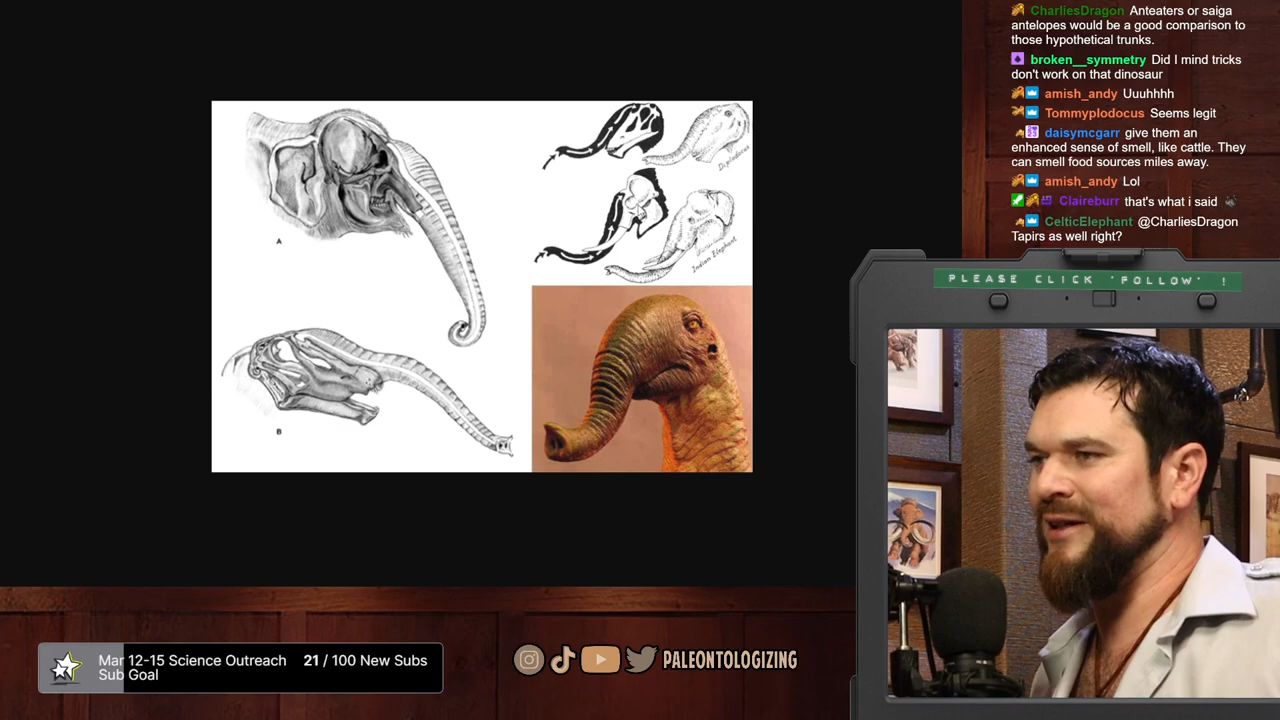 CharliesDragon Anteaters or saiga
antelopes would be a good comparison to
those hypothetical trunks.
broken__symmetry Did I mind tricks
don't work on that dinosaur
amish_andy Uuuhhhh
Tommyplodocus Seems legit
daisymcgarr give them an
enhanced sense of smell, like cattle. They
can smell food sources miles away.
amish_andy Lol
Claireburr that's what i said
CelticElephant @CharliesDragon
Tapirs as well right?
PLEASE CLICK 'FOLLOW' !
A
B
Diplodocus
Indian Elephant
Mar 12-15 Science Outreach
Sub Goal
21 / 100 New Subs
PALEONTOLOGIZING